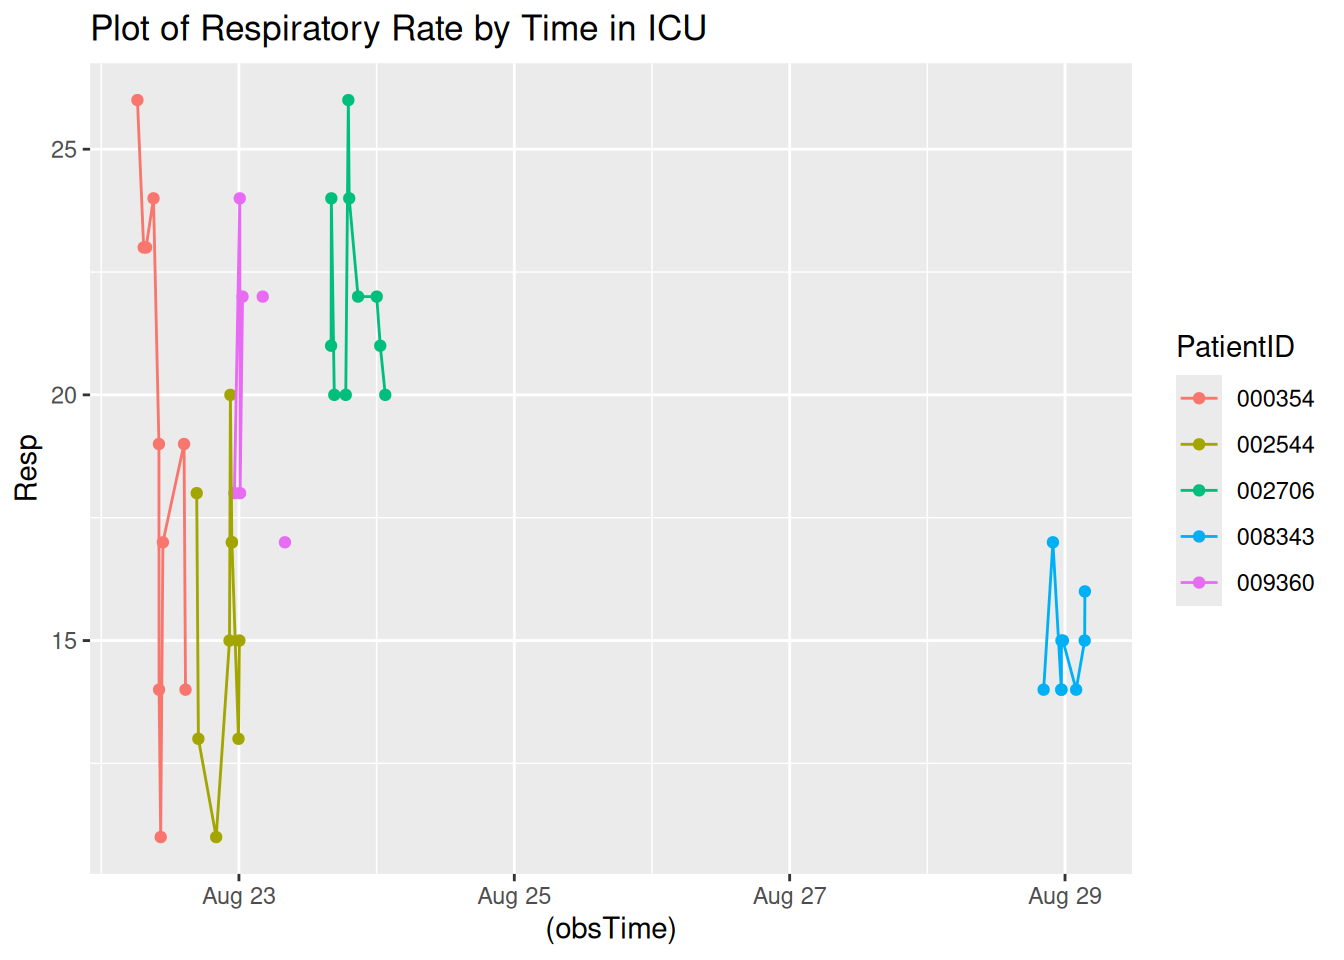 Plot of Respiratory Rate by Time in ICU
25
20
15
Resp
Aug 23
Aug 25
Aug 27
Aug 29
(obsTime)
PatientID
000354
002544
002706
008343
009360